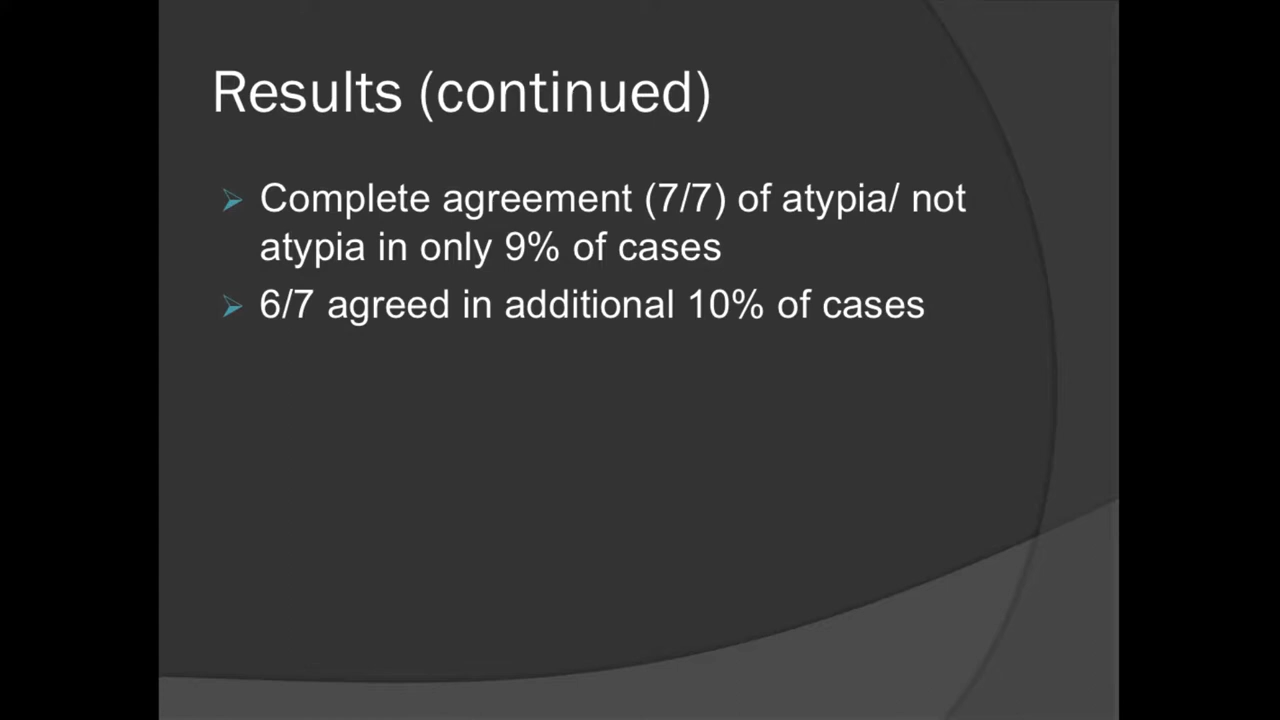 Results (continued)
Complete agreement (7/7) of atypia/ not
atypia in only 9% of cases
6/7 agreed in additional 10% of cases